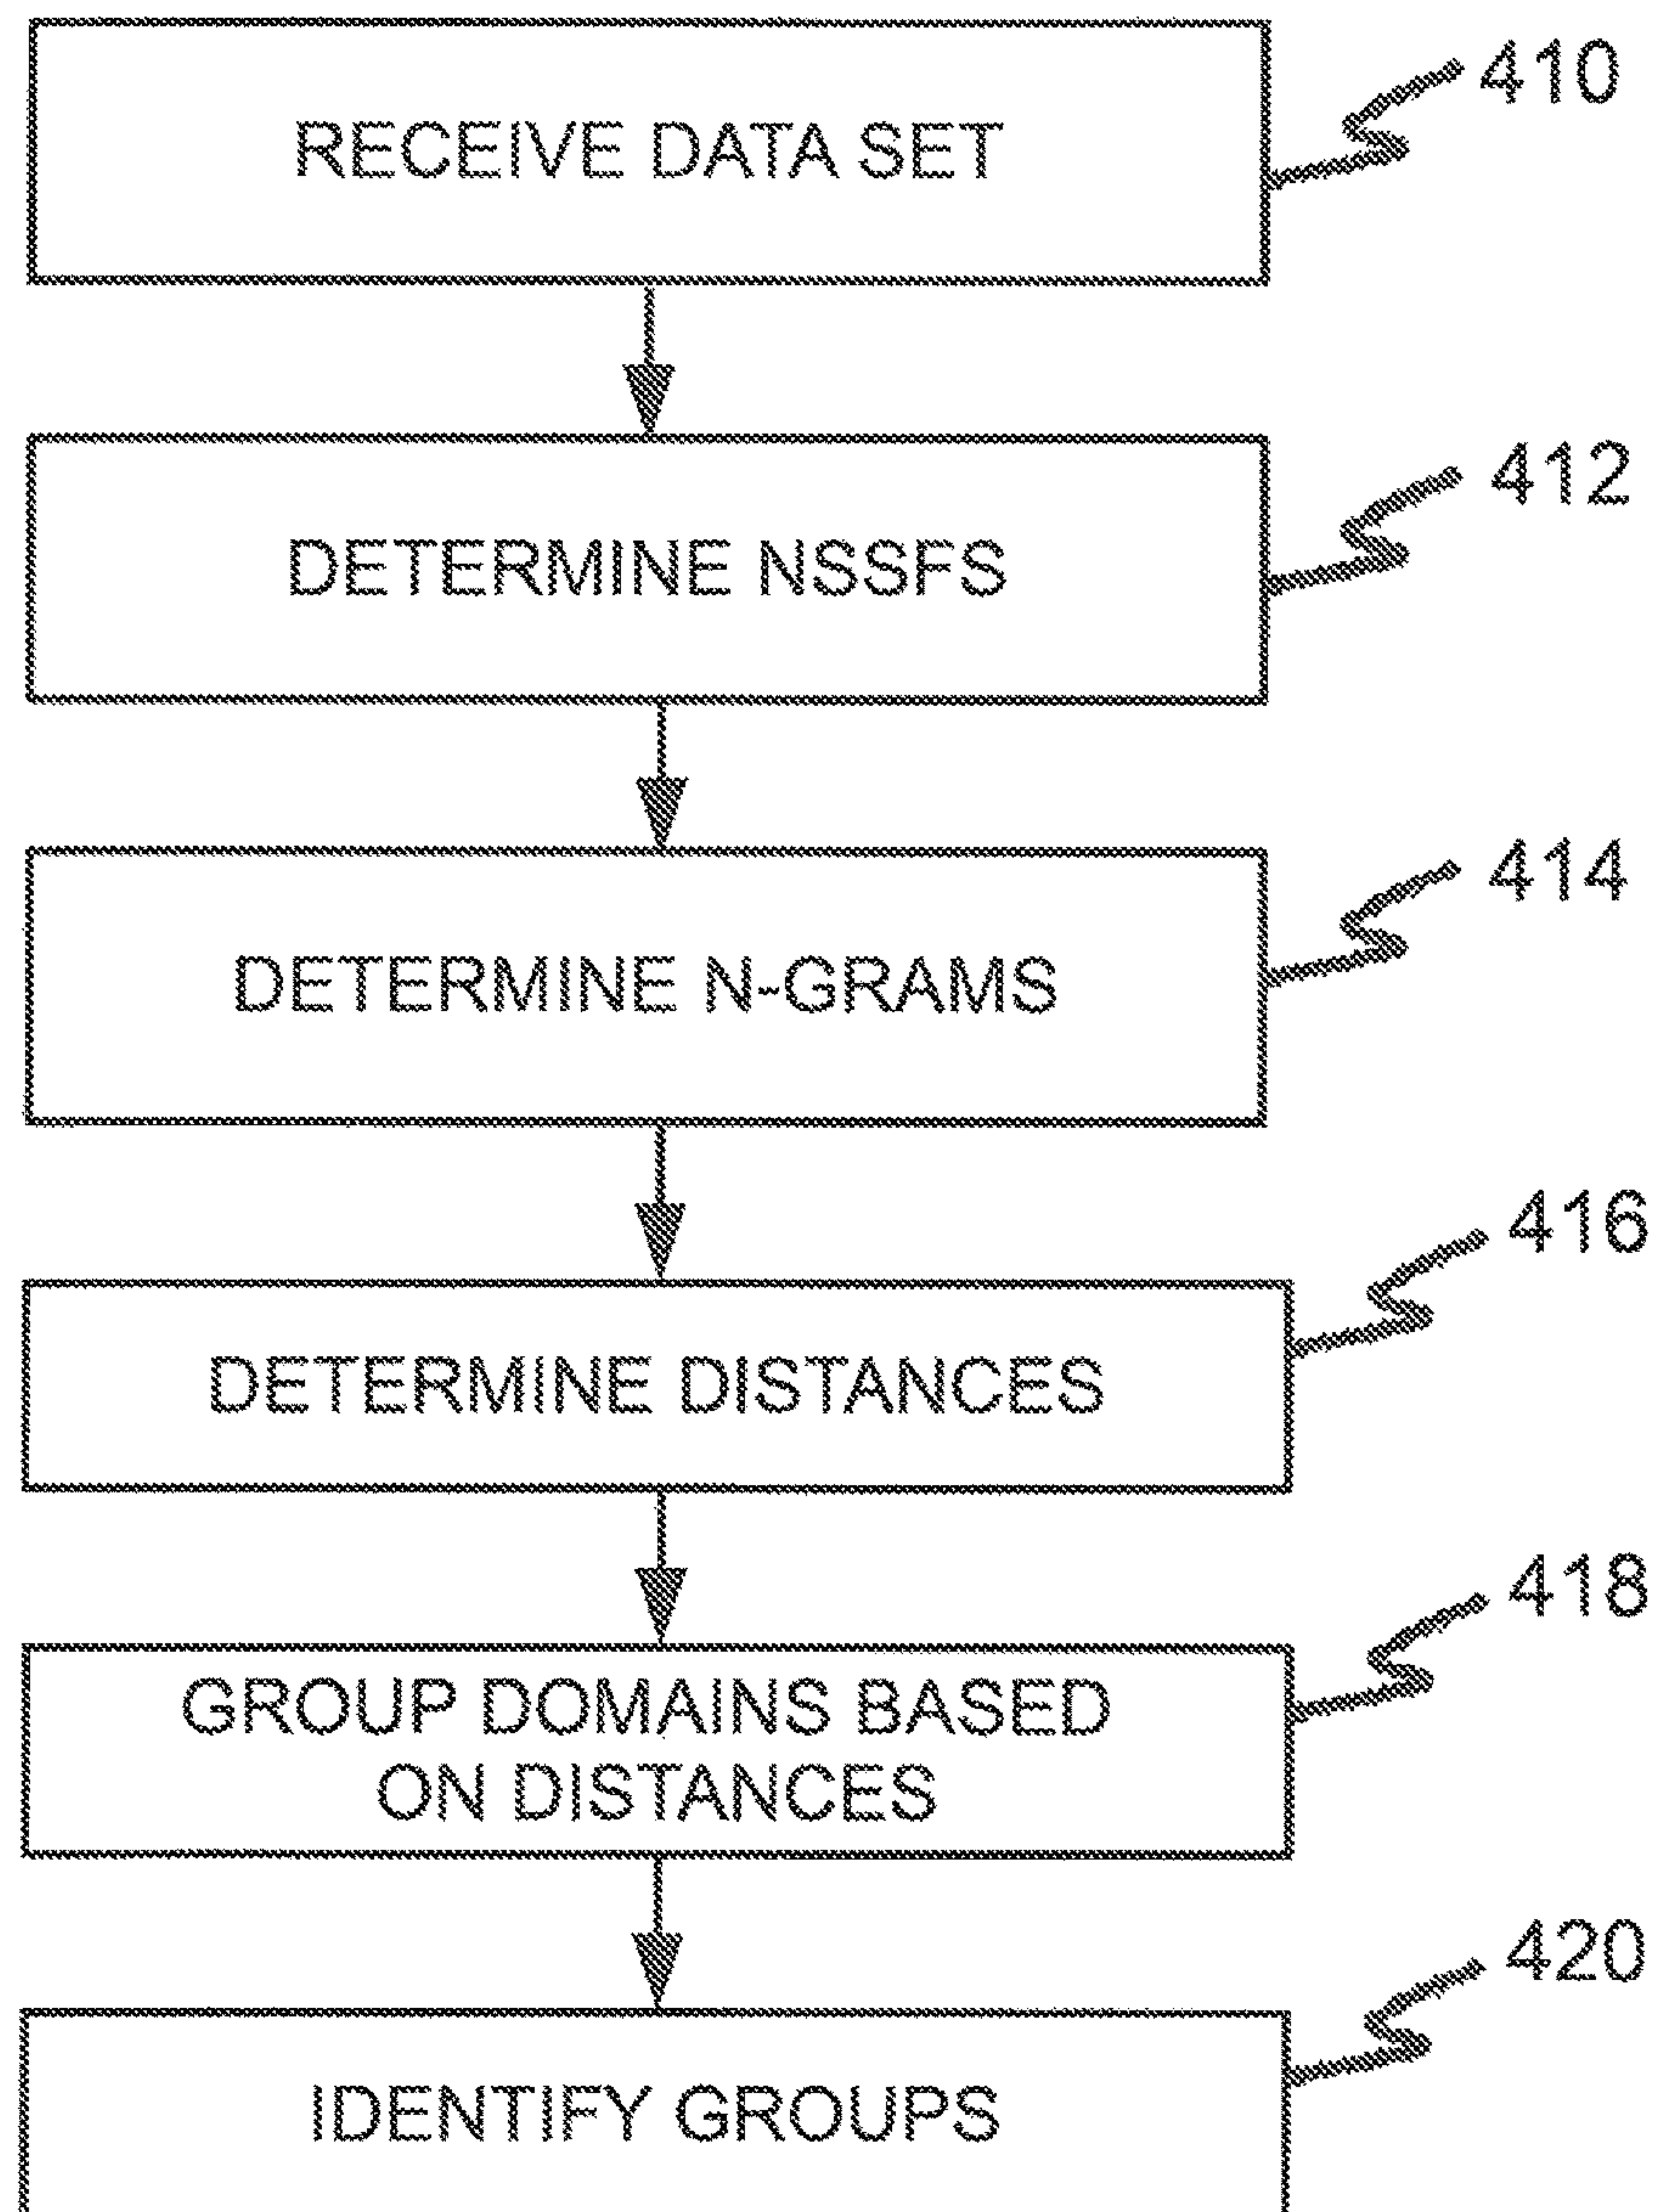 RECEIVE DATA SET
410
DETERMINE NSSFS
412
DETERMINE N-GRAMS
414
DETERMINE DISTANCES
416
GROUP DOMAINS BASED
ON DISTANCES
418
IDENTIFY GROUPS
420